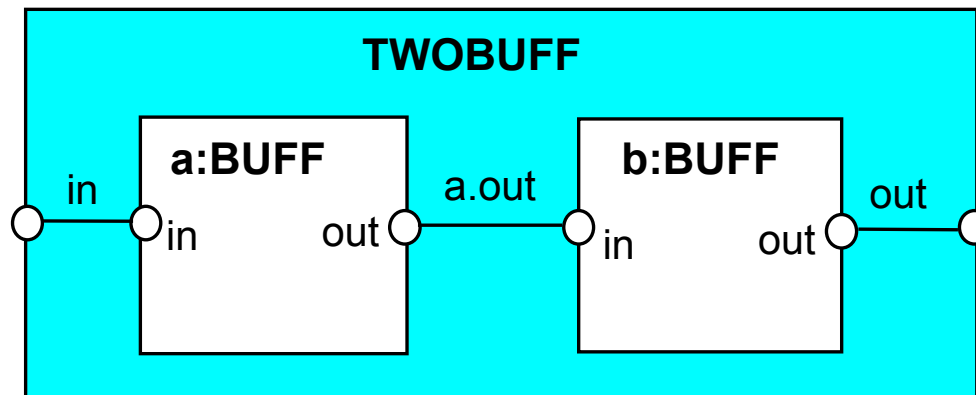 TWOBUFF
a:BUFF
b:BUFF
in
a.out
out
in
out
in
out